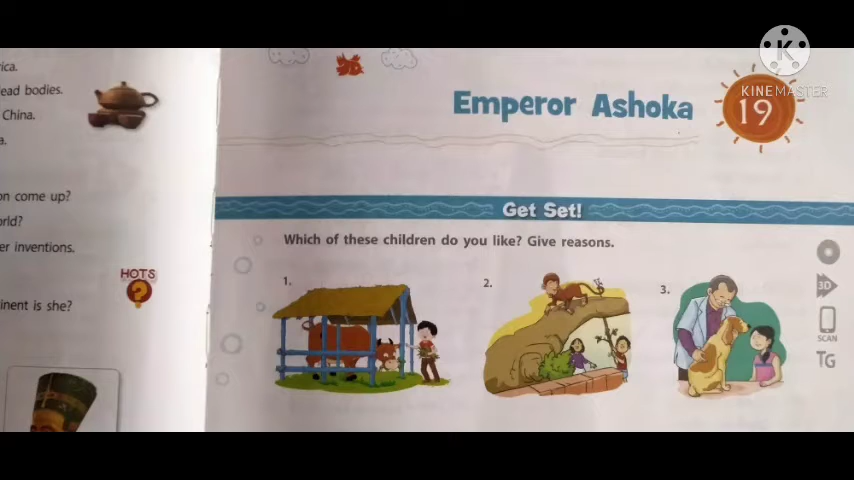 ica.
ead bodies.
China.
a.
on come up?
orld?
er inventions.
HOTS
?
inent is she?
KINEMASTER
K
Emperor Ashoka
19
Get Set!
Which of these children do you like? Give reasons.
1.
2.
3.
3D
SCAN
TG